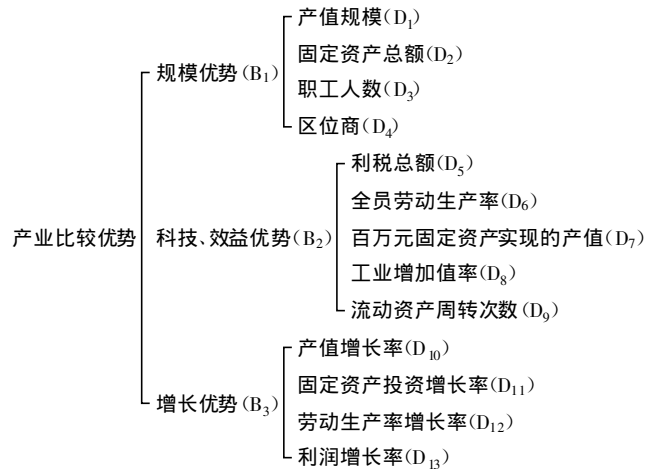 产值规模(D₁)
固定资产总额(D₂)
规模优势(B₁)
职工人数(D₃)
区位商(D₄)
利税总额(D₅)
全员劳动生产率(D₆)
产业比较优势
科技、效益优势(B₂)
百万元固定资产实现的产值(D₇)
工业增加值率(D₈)
流动资产周转次数(D₉)
产值增长率(D₁₀)
固定资产投资增长率(D₁₁)
增长优势(B₃)
劳动生产率增长率(D₁₂)
利润增长率(D₁₃)